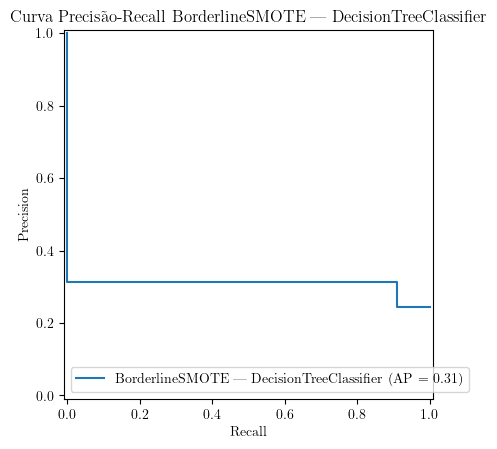 Curva Precisão-Recall BorderlineSMOTE — DecisionTreeClassifier
1.0
0.8
0.6
0.4
0.2
0.0
Precision
BorderlineSMOTE — DecisionTreeClassifier (AP = 0.31)
0.0 0.2 0.4 0.6 0.8 1.0
Recall